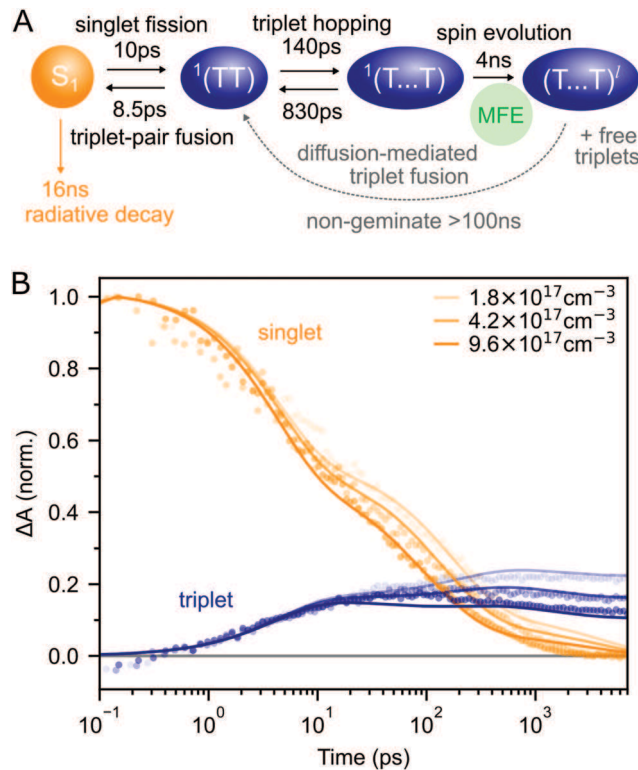 A
singlet fission
10ps
triplet hopping
140ps
spin evolution
4ns
S₁
¹(TT)
¹(T...T)
(T...T)ˡ
8.5ps
830ps
MFE
triplet-pair fusion
+ free
triplets
diffusion-mediated
triplet fusion
16ns
radiative decay
non-geminate >100ns
B
1.0
0.8
0.6
0.4
0.2
0.0
ΔA (norm.)
singlet
triplet
1.8×10¹⁷cm⁻³
4.2×10¹⁷cm⁻³
9.6×10¹⁷cm⁻³
10⁻¹
10⁰
10¹
10²
10³
Time (ps)